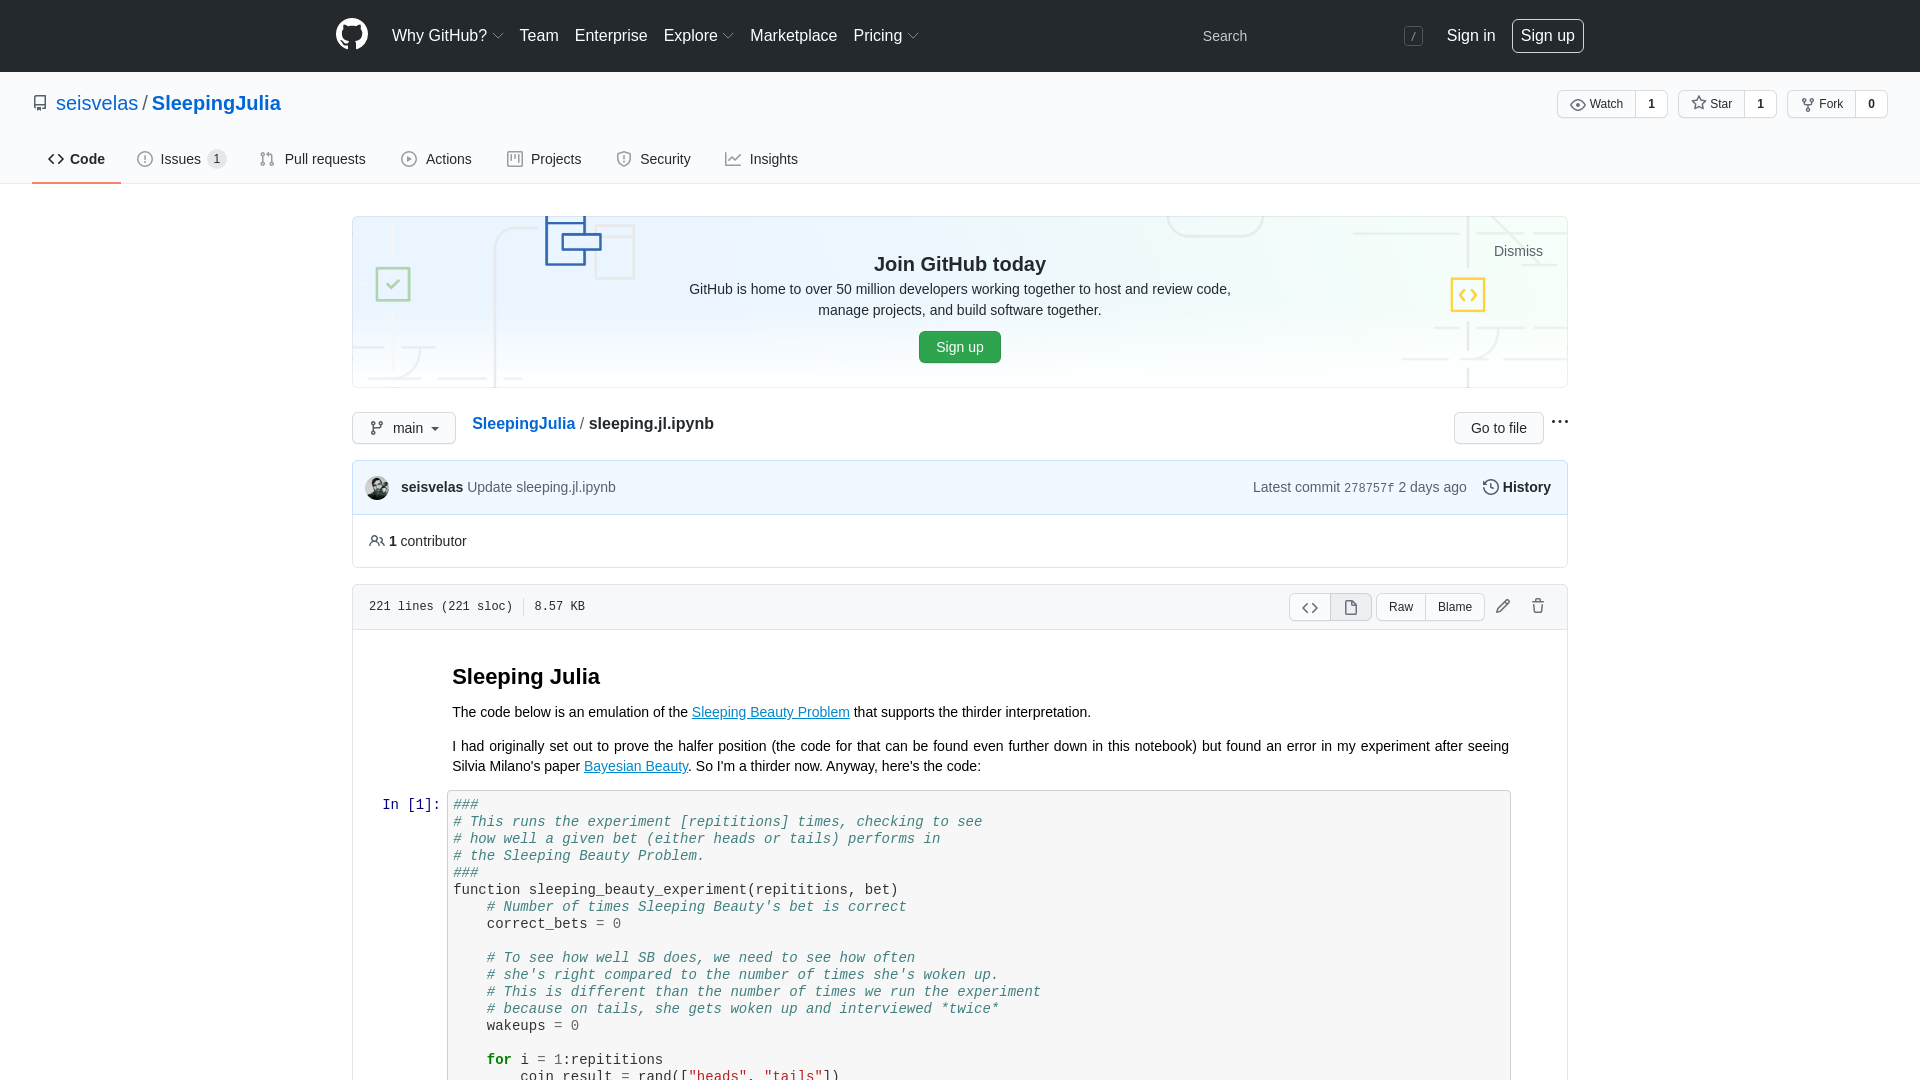 Why GitHub? Team Enterprise Explore Marketplace Pricing Search / Sign in Sign up
seisvelas / SleepingJulia Watch 1 Star 1 Fork 0
Code Issues 1 Pull requests Actions Projects Security Insights
Dismiss
Join GitHub today
GitHub is home to over 50 million developers working together to host and review code,
manage projects, and build software together.
Sign up
main SleepingJulia / sleeping.jl.ipynb Go to file ...
seisvelas Update sleeping.jl.ipynb Latest commit 278757f 2 days ago History
1 contributor
221 lines (221 sloc) 8.57 KB Raw Blame
Sleeping Julia
The code below is an emulation of the Sleeping Beauty Problem that supports the thirder interpretation.
I had originally set out to prove the halfer position (the code for that can be found even further down in this notebook) but found an error in my experiment after seeing
Silvia Milano's paper Bayesian Beauty. So I'm a thirder now. Anyway, here's the code:
In [1]: ###
# This runs the experiment [repititions] times, checking to see
# how well a given bet (either heads or tails) performs in
# the Sleeping Beauty Problem.
###
function sleeping_beauty_experiment(repititions, bet)
# Number of times Sleeping Beauty's bet is correct
correct_bets = 0
# To see how well SB does, we need to see how often
# she's right compared to the number of times she's woken up.
# This is different than the number of times we run the experiment
# because on tails, she gets woken up and interviewed *twice*
wakeups = 0
for i = 1:repititions
coin_result = rand(["heads", "tails"])